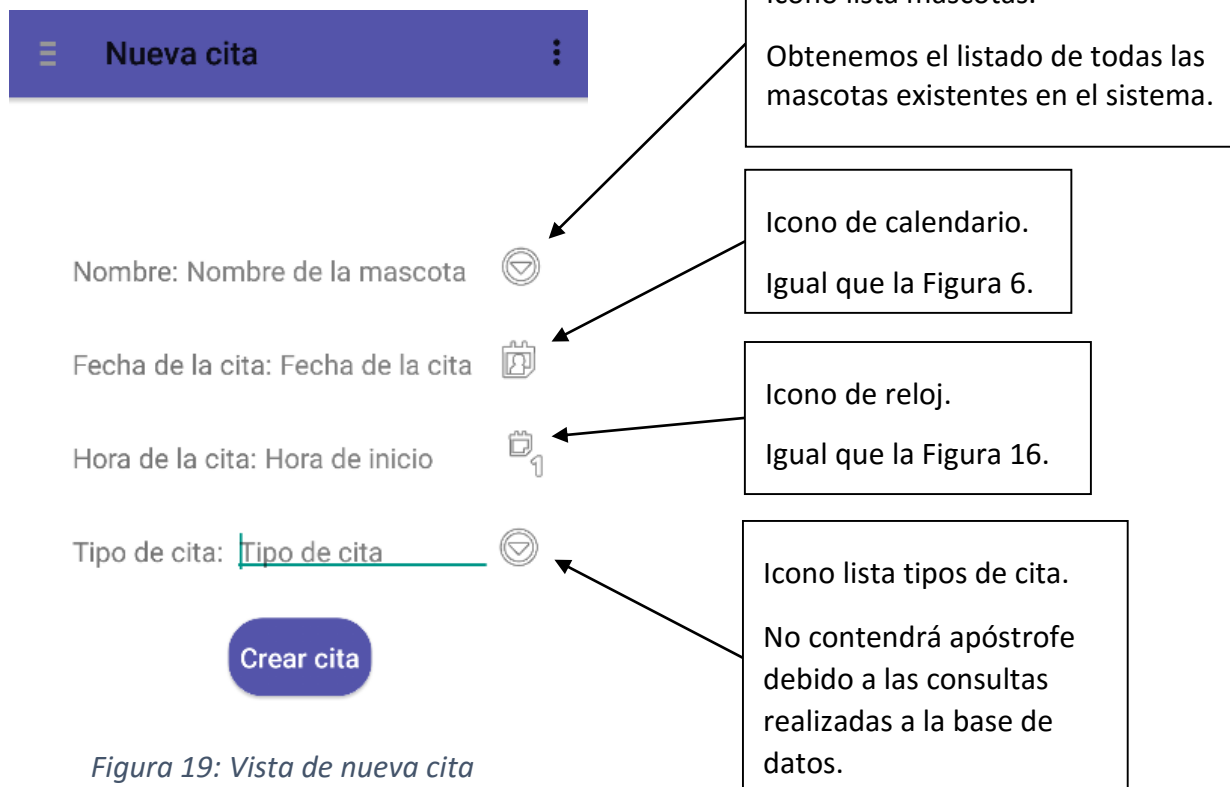 Nueva cita
Obtenemos el listado de todas las
mascotas existentes en el sistema.
Nombre: Nombre de la mascota
Icono de calendario.
Igual que la Figura 6.
Fecha de la cita: Fecha de la cita
Icono de reloj.
Igual que la Figura 16.
Hora de la cita: Hora de inicio
1
Tipo de cita: Tipo de cita
Icono lista tipos de cita.
No contendrá apóstrofe
debido a las consultas
realizadas a la base de
datos.
Crear cita
Figura 19: Vista de nueva cita